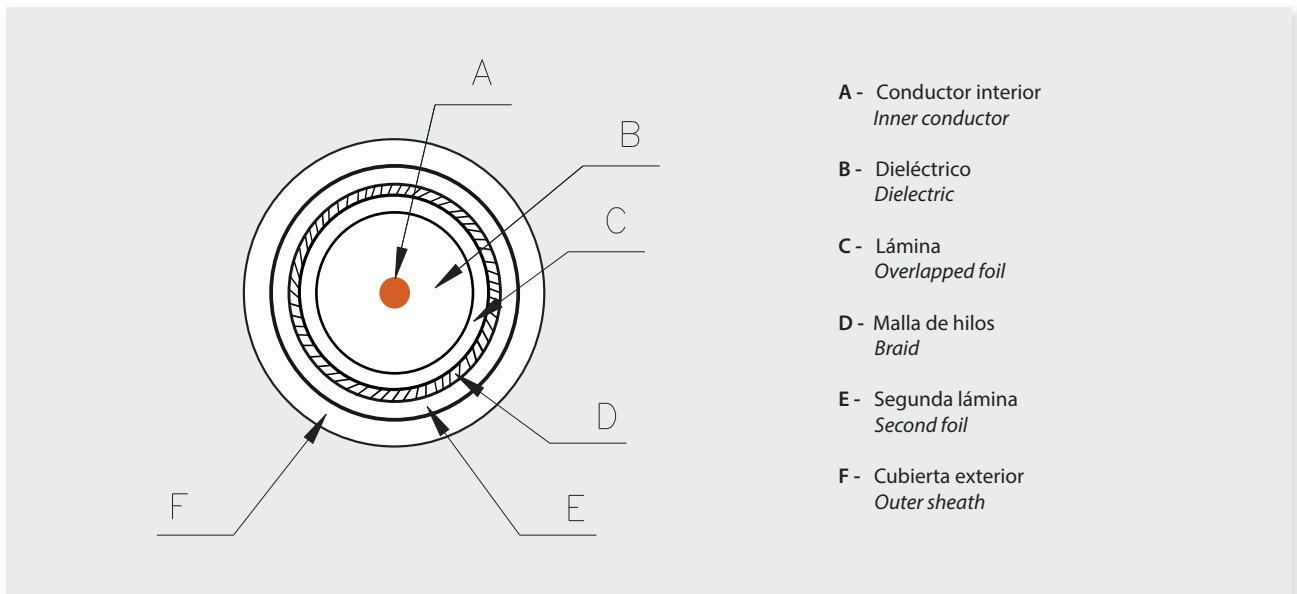 A
B
C
D
E
F
A - Conductor interior
Inner conductor
B - Dieléctrico
Dielectric
C - Lámina
Overlapped foil
D - Malla de hilos
Braid
E - Segunda lámina
Second foil
F - Cubierta exterior
Outer sheath